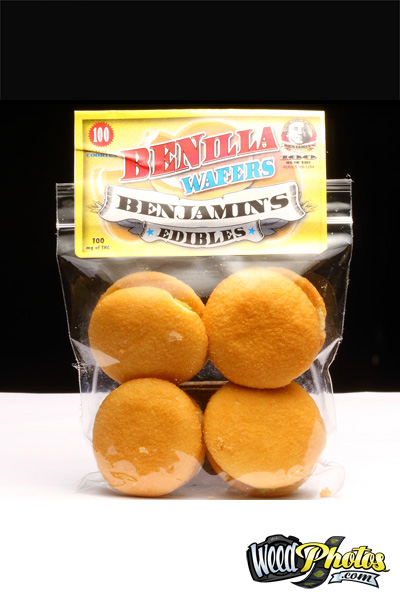 100
COOKIES
BENILLA
WAFERS
BENJAMIN'S
EDIBLES
100
mg of THC
WeedPhotos
.com